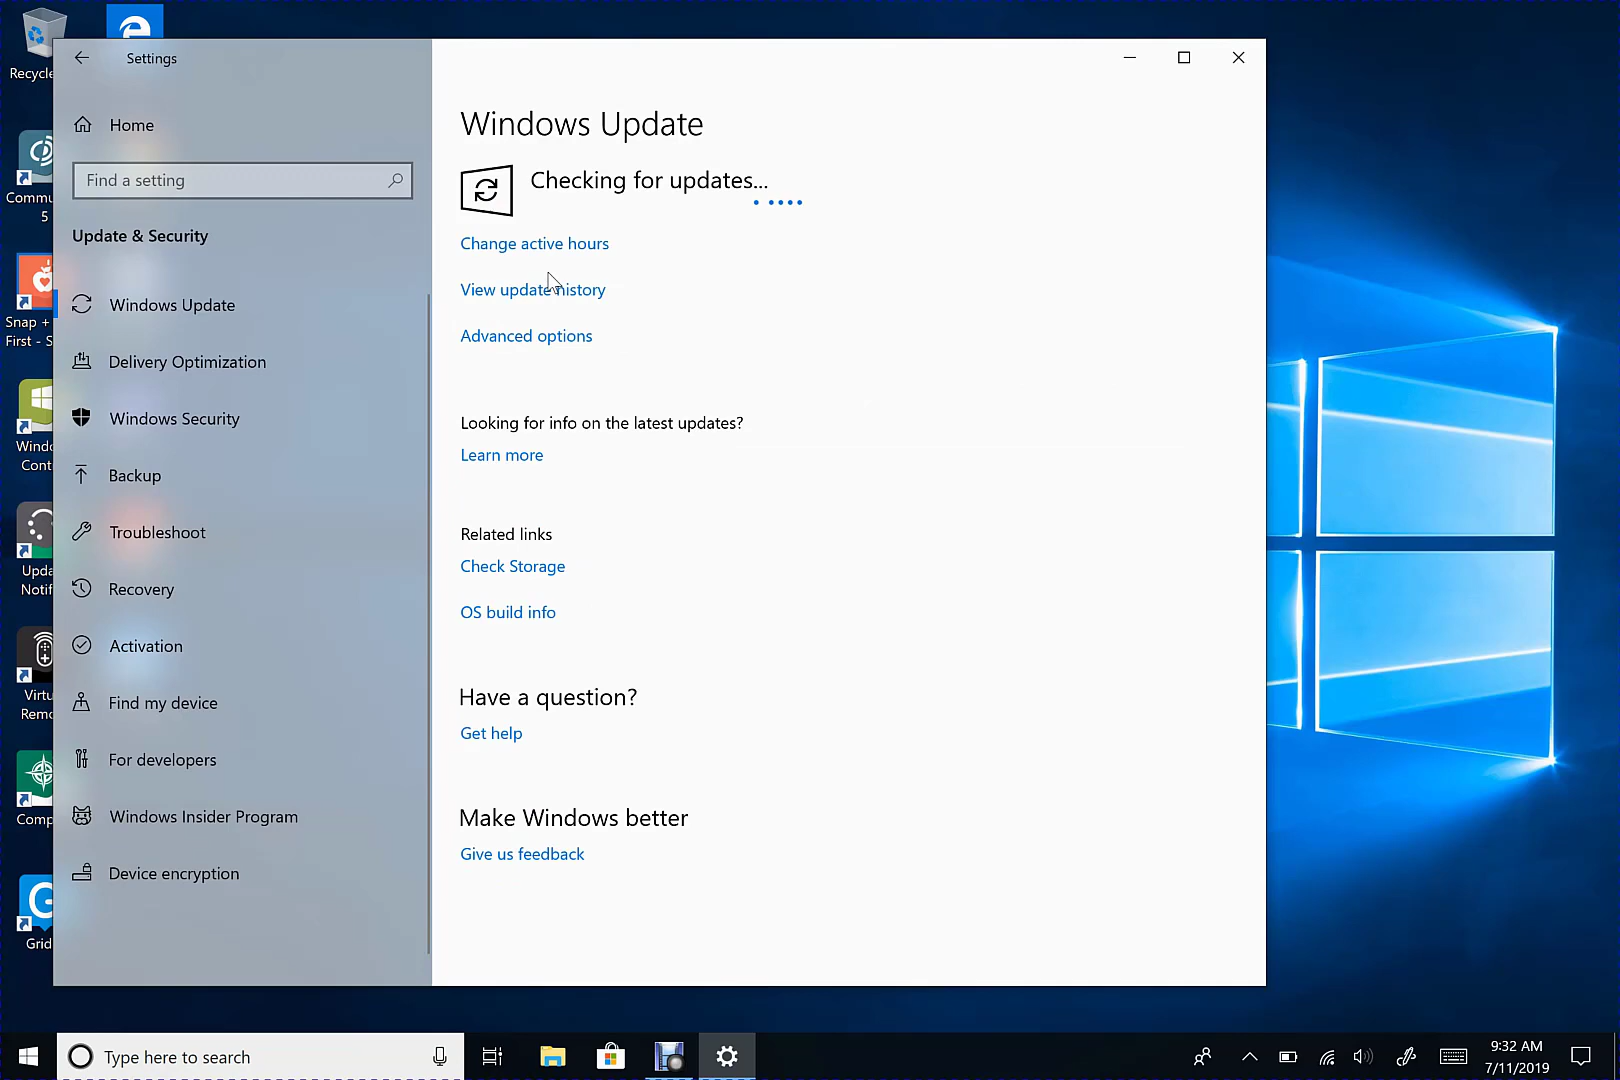 Recycle
Commu
5
Snap +
First - S
Windo
Cont
Upda
Notif
Virtu
Remo
Comp
Grid
Settings
Home
Find a setting
Update & Security
Windows Update
Delivery Optimization
Windows Security
Backup
Troubleshoot
Recovery
Activation
Find my device
For developers
Windows Insider Program
Device encryption
Windows Update
Checking for updates...
Change active hours
View update history
Advanced options
Looking for info on the latest updates?
Learn more
Related links
Check Storage
OS build info
Have a question?
Get help
Make Windows better
Give us feedback
Type here to search
9:32 AM
7/11/2019